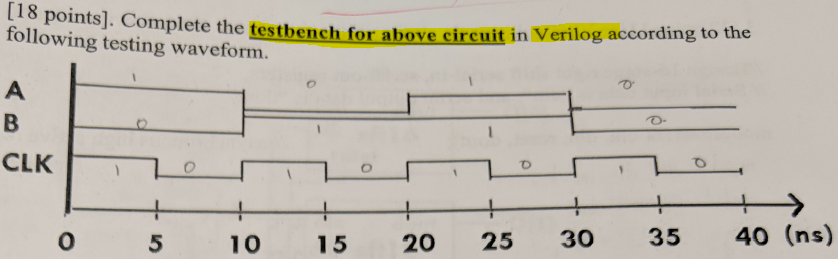 [18 points]. Complete the testbench for above circuit in Verilog according to the
following testing waveform.
A 1 0 1 0
B 0 1 1 0
CLK 1 0 1 0 1 0 1 0
0 5 10 15 20 25 30 35 40 (ns)